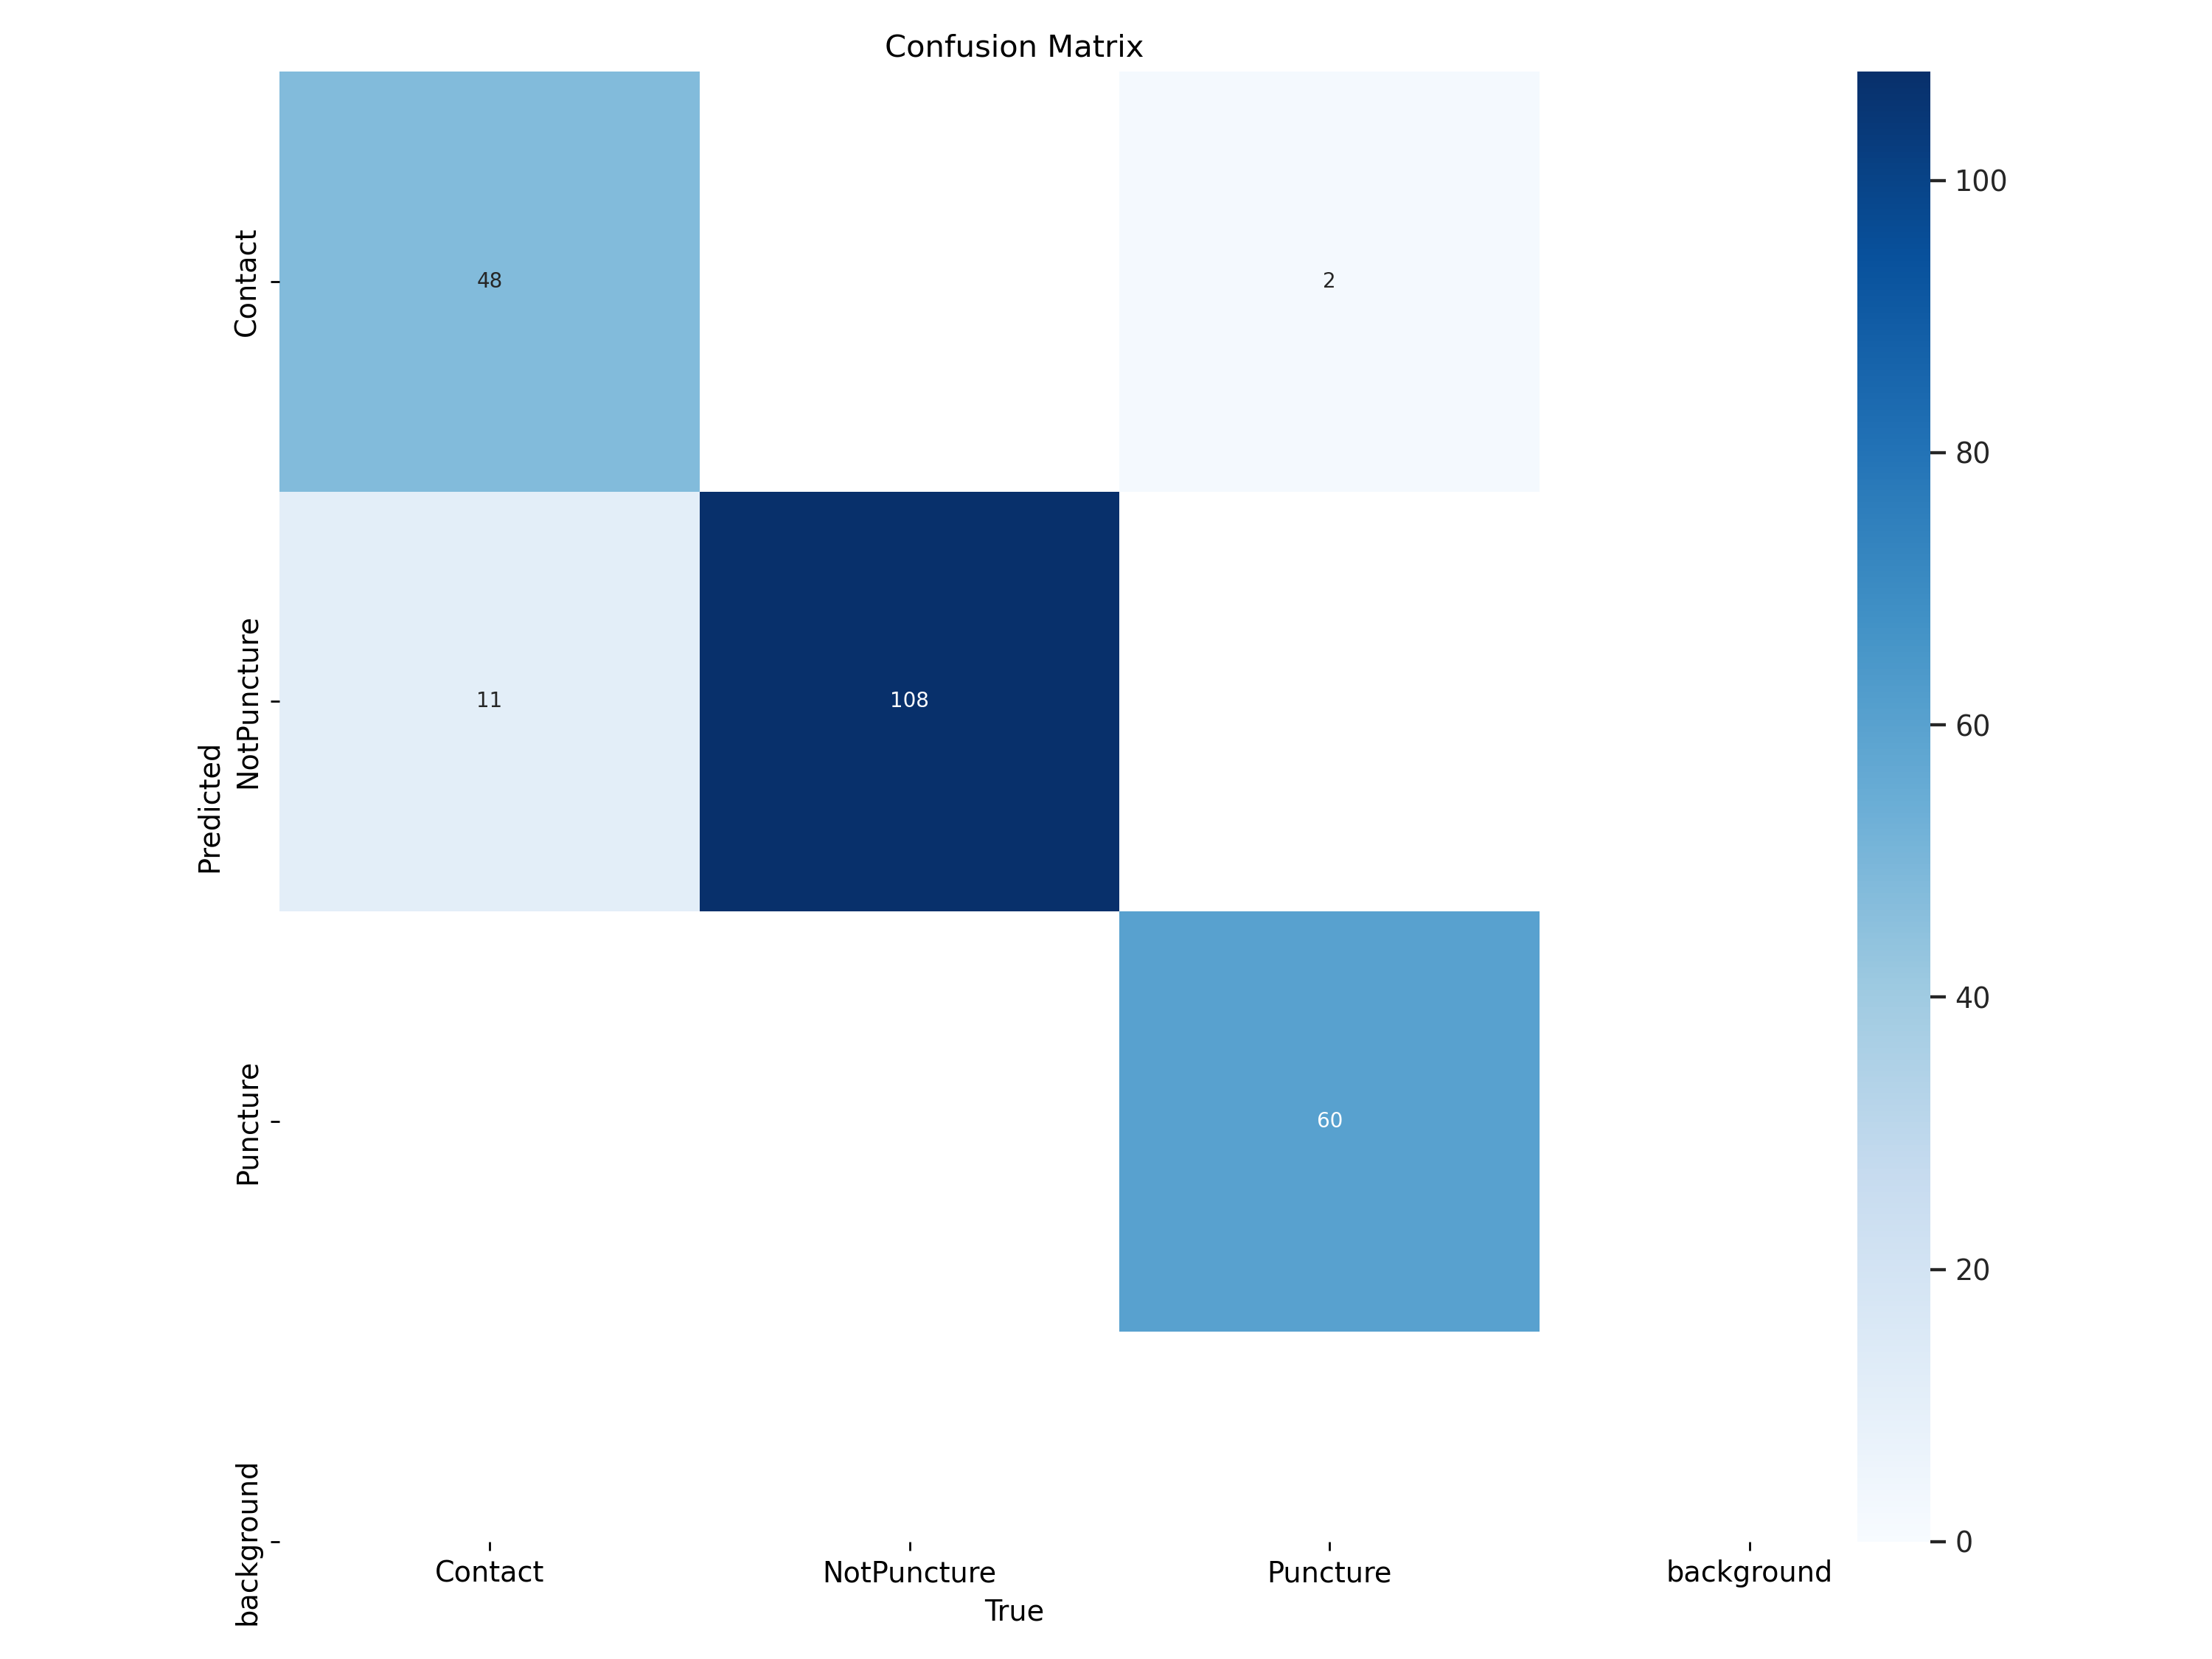 Confusion Matrix
Contact
48
2
100
80
NotPuncture
11
108
60
Predicted
40
Puncture
60
20
background
0
Contact
NotPuncture
Puncture
background
True